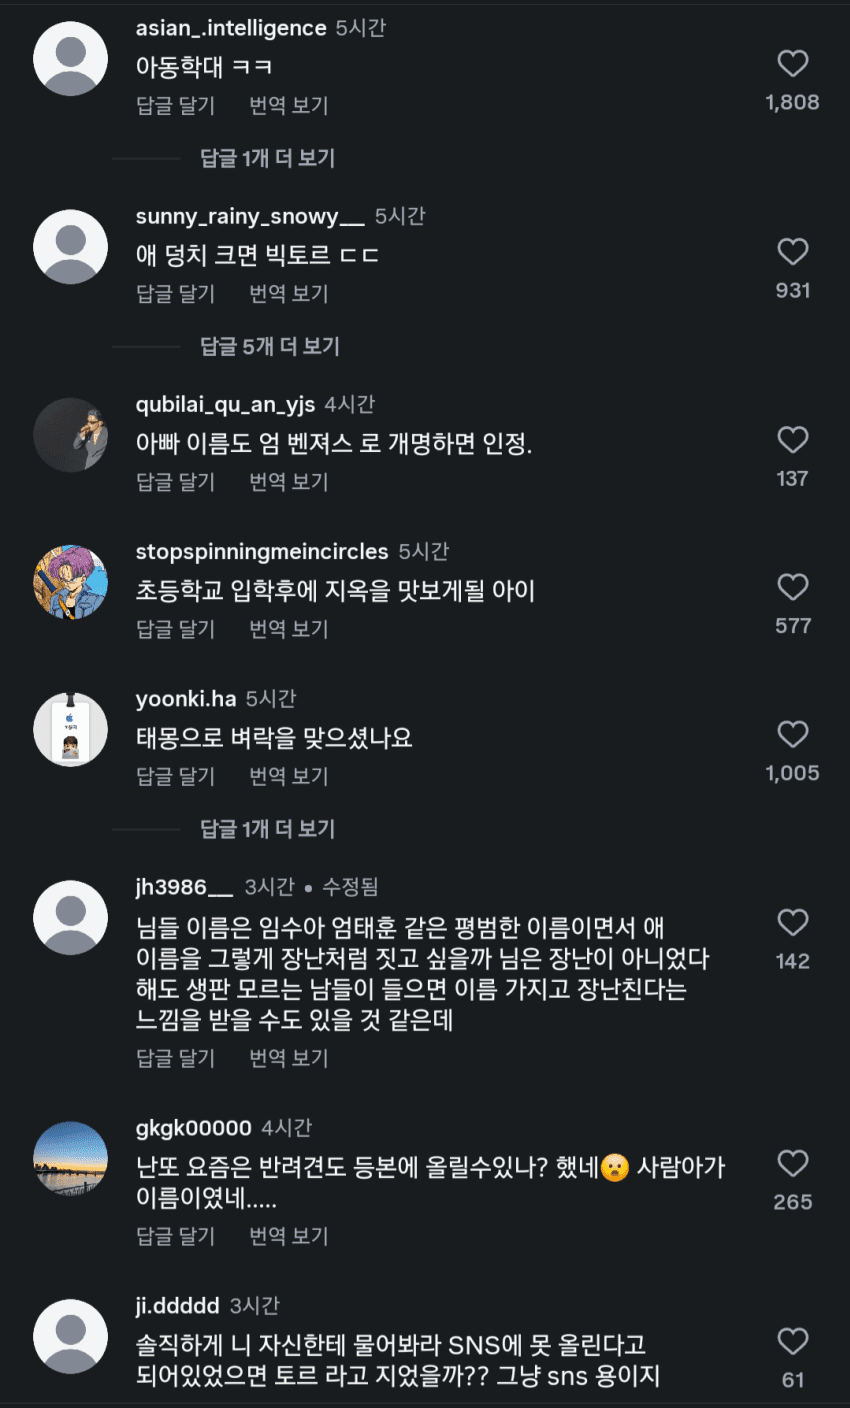 asian_.intelligence 5시간
아동학대 ㅋㅋ
답글 달기 번역 보기
1,808
답글 1개 더 보기
sunny_rainy_snowy__ 5시간
애 덩치 크면 빅토르 ㄷㄷ
답글 달기 번역 보기
931
답글 5개 더 보기
qubilai_qu_an_yjs 4시간
아빠 이름도 엄 벤져스 로 개명하면 인정.
답글 달기 번역 보기
137
stopspinningmeincircles 5시간
초등학교 입학후에 지옥을 맛보게될 아이
답글 달기 번역 보기
577
yoonki.ha 5시간
태몽으로 벼락을 맞으셨나요
답글 달기 번역 보기
1,005
답글 1개 더 보기
jh3986__ 3시간 • 수정됨
님들 이름은 임수아 엄태훈 같은 평범한 이름이면서 애
이름을 그렇게 장난처럼 짓고 싶을까 님은 장난이 아니었다
해도 생판 모르는 남들이 들으면 이름 가지고 장난친다는
느낌을 받을 수도 있을 것 같은데
142
답글 달기 번역 보기
gkgk00000 4시간
난또 요즘은 반려견도 등본에 올릴수있나? 했네😮 사람아가
이름이였네.....
265
답글 달기 번역 보기
ji.ddddd 3시간
솔직하게 니 자신한테 물어봐라 SNS에 못 올린다고
되어있었으면 토르 라고 지었을까?? 그냥 sns 용이지
61